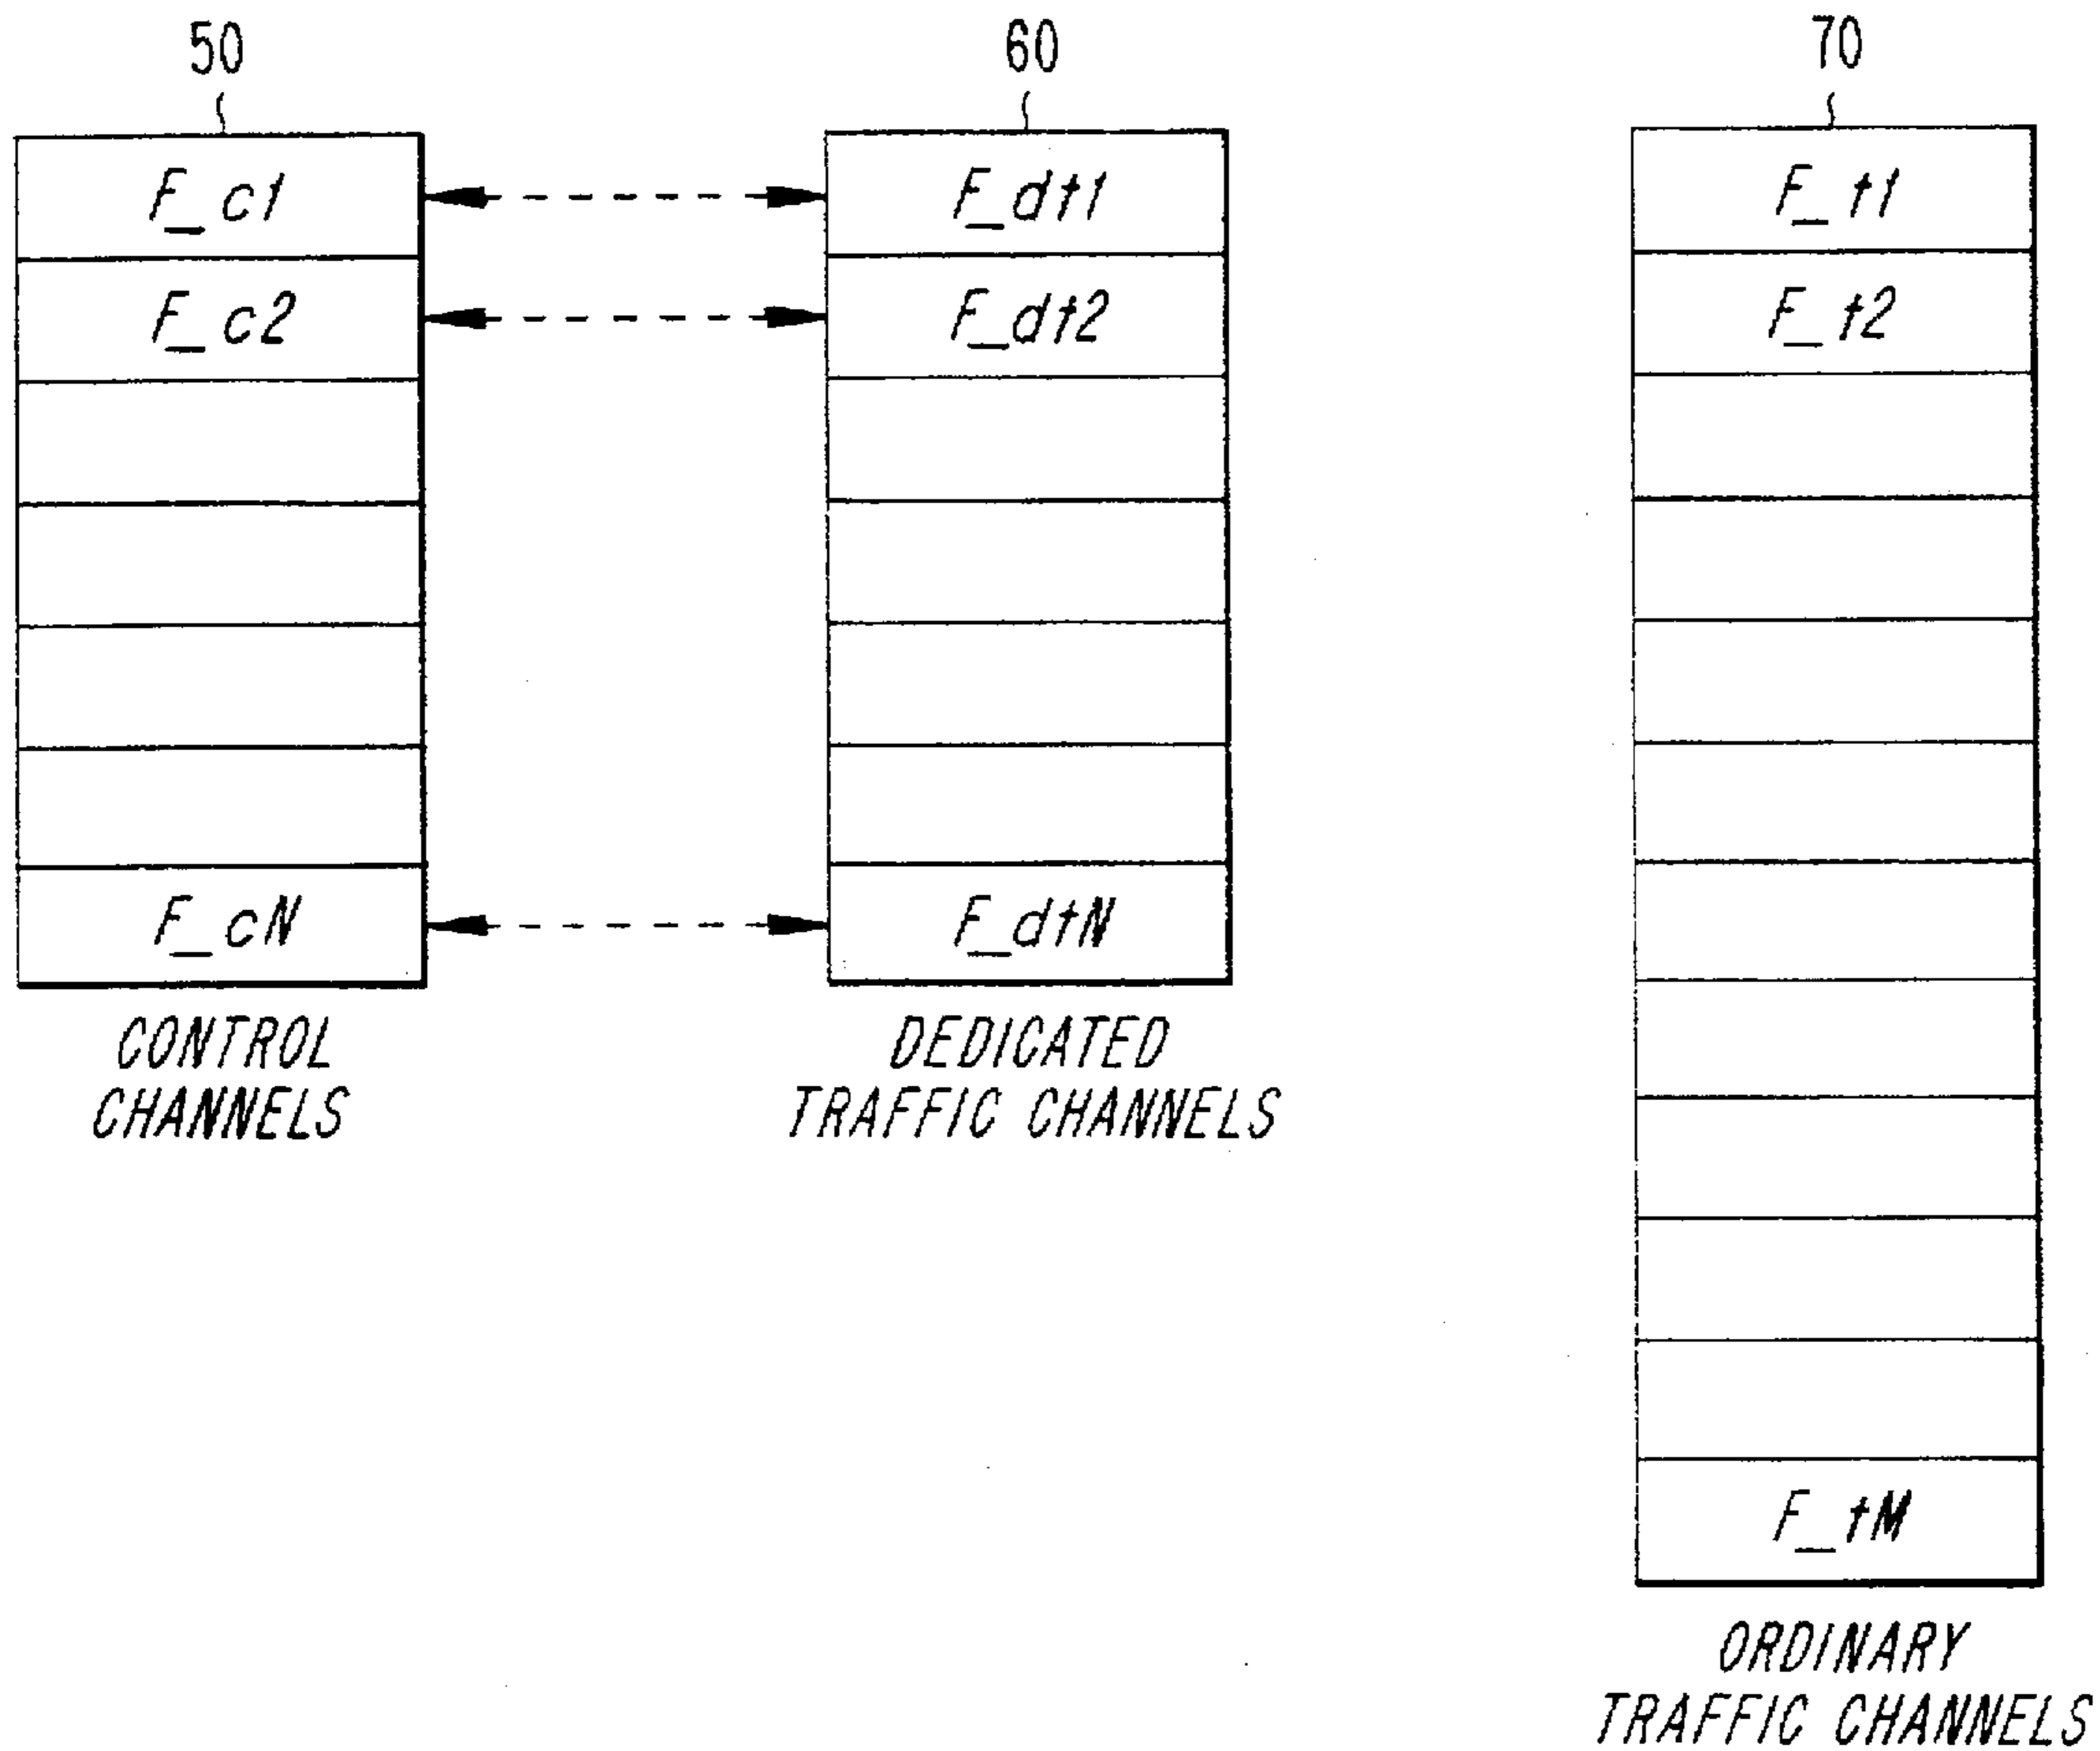 50
60
70
F_c1
F_dt1
F_t1
F_c2
F_dt2
F_t2
F_cN
F_dtN
CONTROL
CHANNELS
DEDICATED
TRAFFIC CHANNELS
F_tM
ORDINARY
TRAFFIC CHANNELS